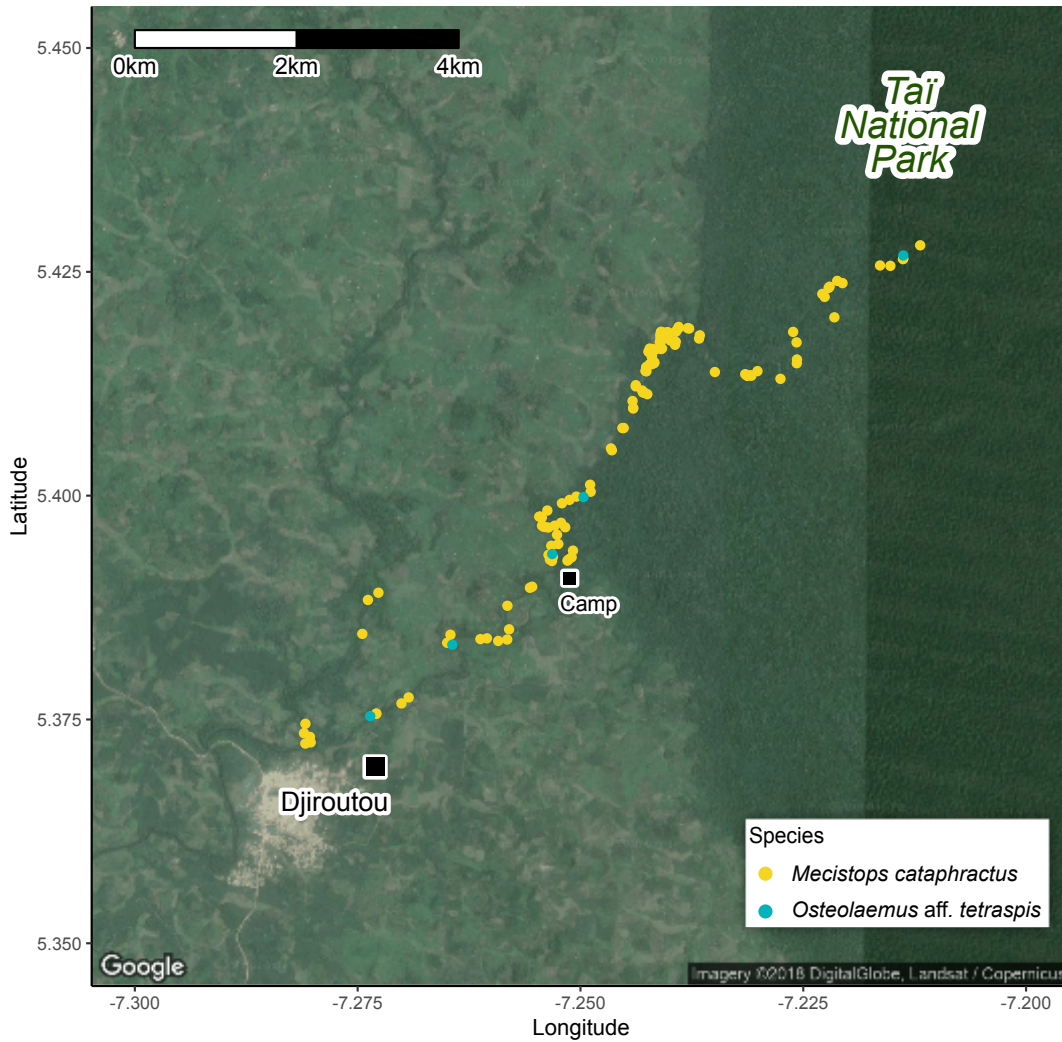 5.450
5.425
5.400
5.375
5.350
Latitude
0km 2km 4km
Taï
National
Park
Camp
Djiroutou
Species
Mecistops cataphractus
Osteolaemus aff. tetraspis
Google
Imagery ©2018 DigitalGlobe, Landsat / Copernicus
-7.300 -7.275 -7.250 -7.225 -7.200
Longitude